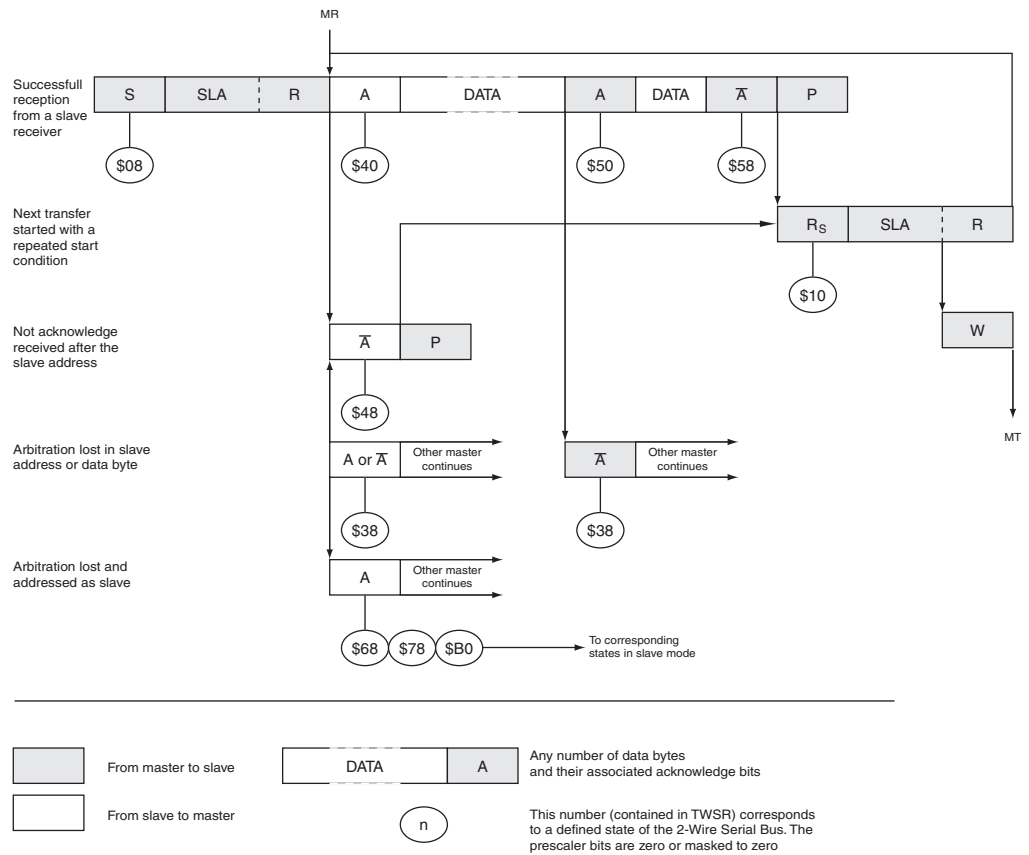 MR
Successfull
reception
from a slave
receiver
S SLA R A DATA A DATA A̅ P
$08 $40 $50 $58
Next transfer
started with a
repeated start
condition
RS SLA R
$10
Not acknowledge
received after the
slave address
A̅ P
W
$48
MT
Arbitration lost in slave
address or data byte
A or A̅
Other master
continues
A̅
Other master
continues
$38 $38
Arbitration lost and
addressed as slave
A
Other master
continues
$68 $78 $B0
To corresponding
states in slave mode
From master to slave
DATA A
Any number of data bytes
and their associated acknowledge bits
From slave to master
n
This number (contained in TWSR) corresponds
to a defined state of the 2-Wire Serial Bus. The
prescaler bits are zero or masked to zero